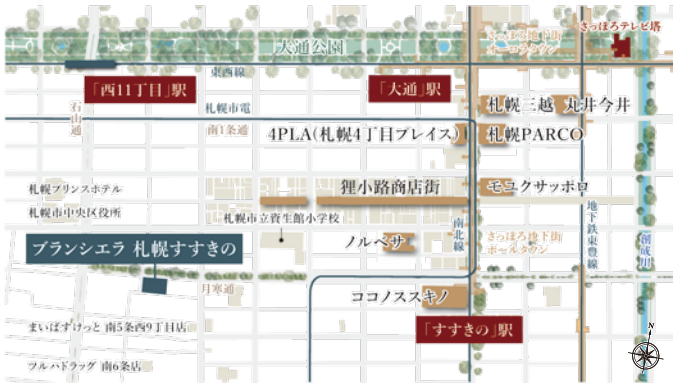 さっぽろテレビ塔
大通公園
さっぽろ地下街
オーロラタウン
東西線
「西11丁目」駅
「大通」駅
石山通
札幌市電
南1条通
札幌三越
丸井今井
4PLA(札幌4丁目プレイス)
札幌PARCO
札幌プリンスホテル
狸小路商店街
モユクサッポロ
札幌市中央区役所
札幌市立資生館小学校
南北線
地下鉄東豊線
創成川
ブランシエラ 札幌すすきの
ノルベサ
さっぽろ地下街
ポールタウン
月寒通
ココノススキノ
まいばすけっと 南5条西9丁目店
「すすきの」駅
N
ツルハドラッグ 南6条店